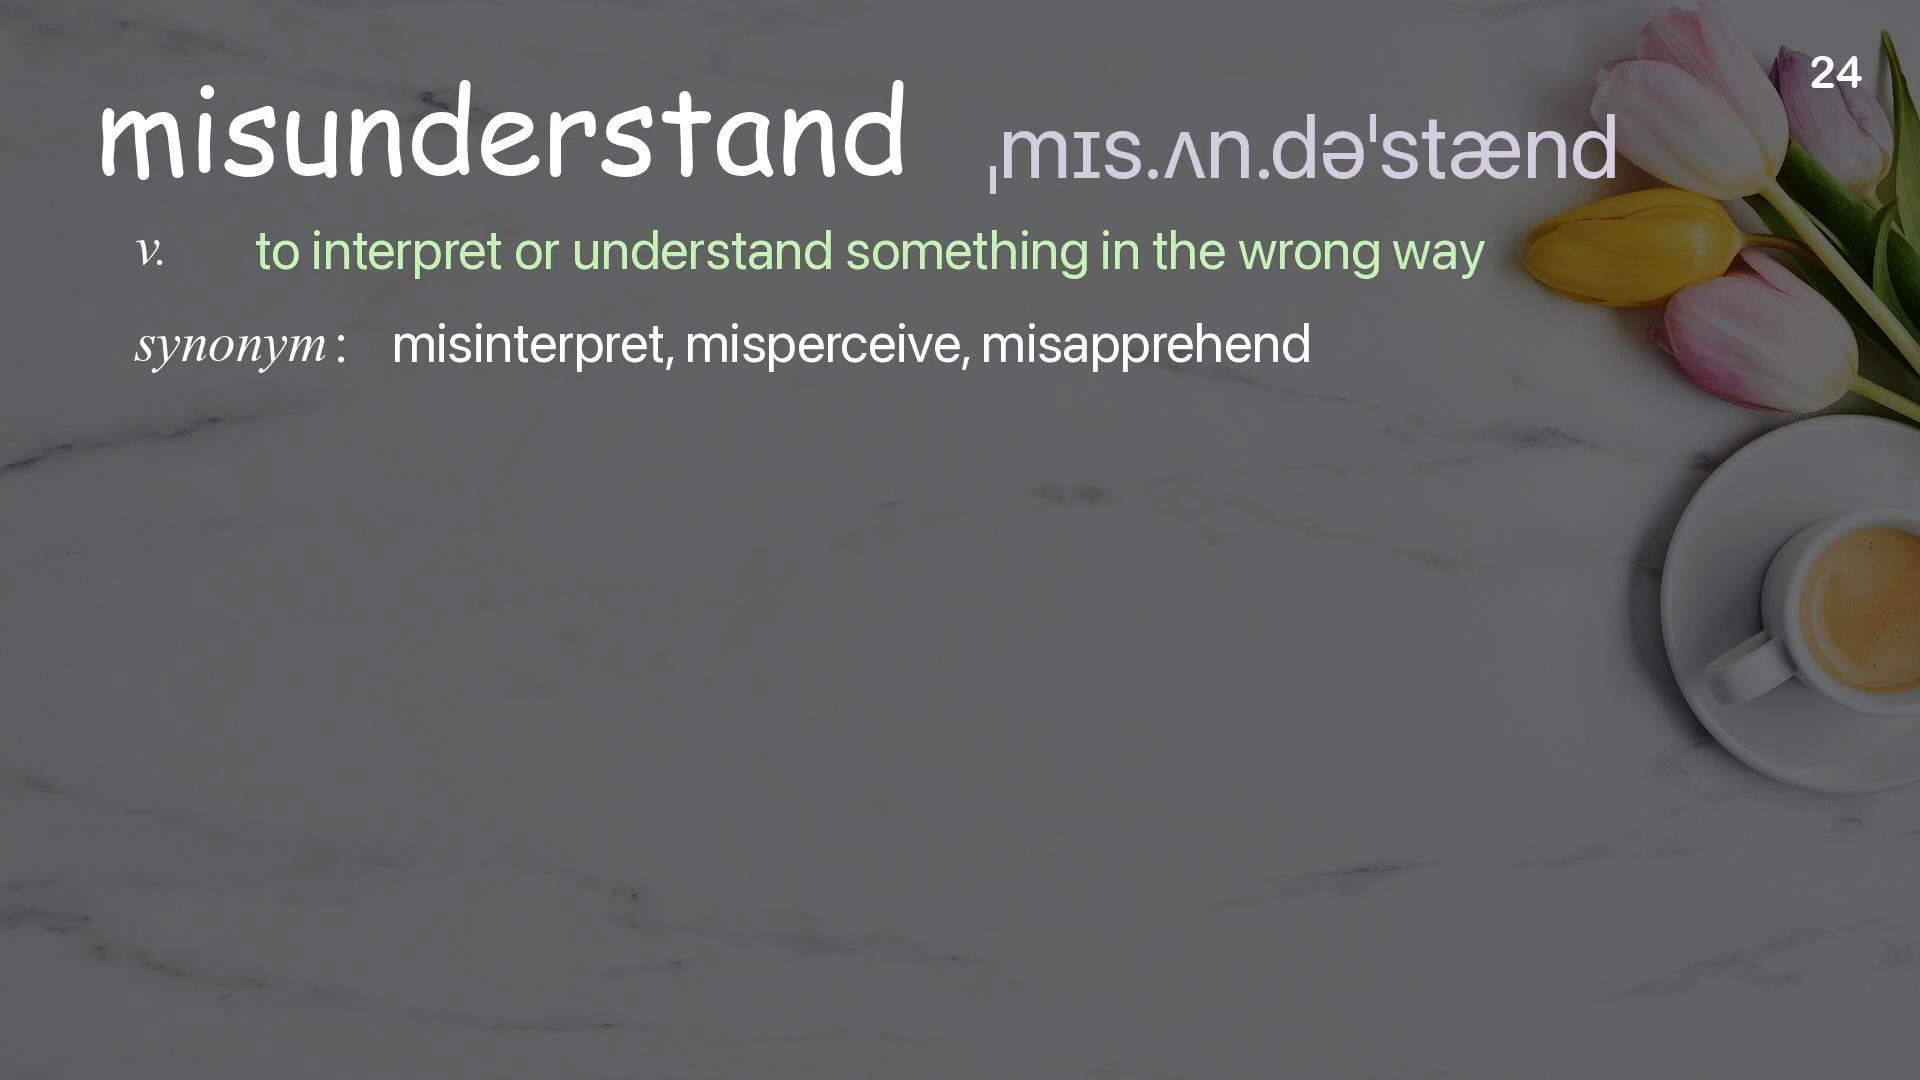 24
misunderstand ˌmɪs.ʌn.dəˈstænd
v. to interpret or understand something in the wrong way
synonym : misinterpret, misperceive, misapprehend